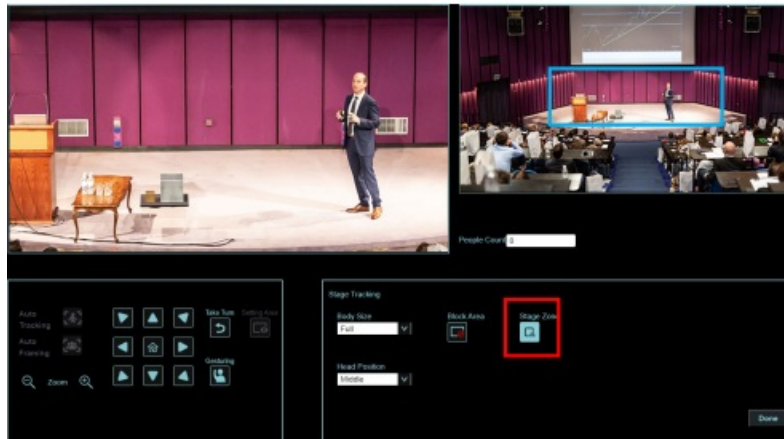 People Count 0
Auto Tracking
Auto Framing
Zoom
Take Turn
Setting Area
Gesturing
Stage Tracking
Body Size
Full
Block Area
Stage Zone
Head Position
Middle
Done